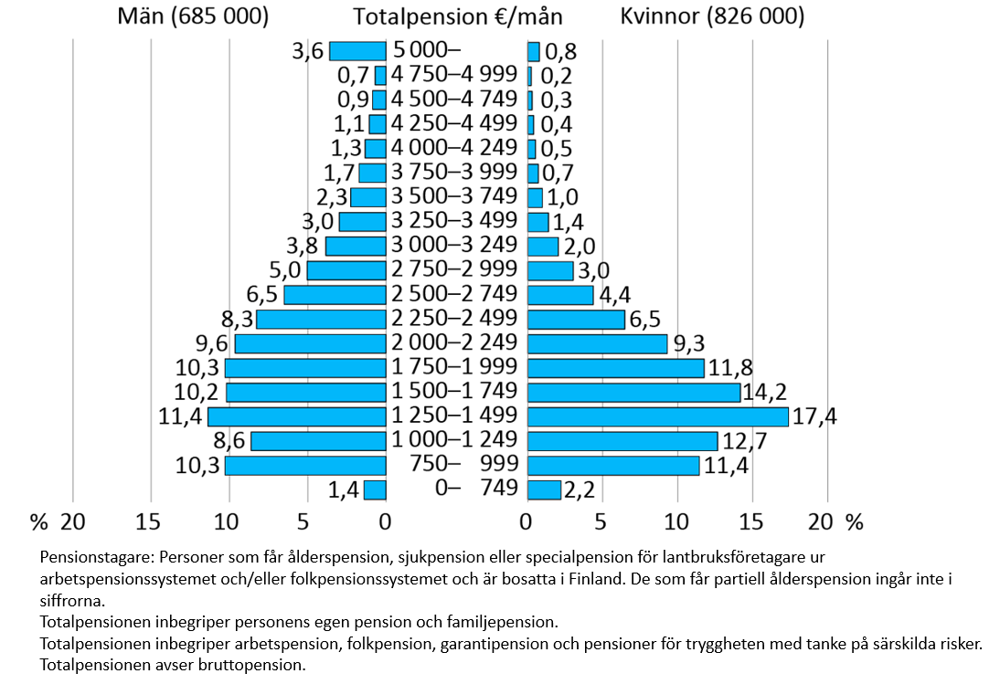 Män (685 000) Totalpension €/mån Kvinnor (826 000)
3,6 5 000– 0,8
0,7 4 750–4 999 0,2
0,9 4 500–4 749 0,3
1,1 4 250–4 499 0,4
1,3 4 000–4 249 0,5
1,7 3 750–3 999 0,7
2,3 3 500–3 749 1,0
3,0 3 250–3 499 1,4
3,8 3 000–3 249 2,0
5,0 2 750–2 999 3,0
6,5 2 500–2 749 4,4
8,3 2 250–2 499 6,5
9,6 2 000–2 249 9,3
10,3 1 750–1 999 11,8
10,2 1 500–1 749 14,2
11,4 1 250–1 499 17,4
8,6 1 000–1 249 12,7
10,3 750– 999 11,4
1,4 0– 749 2,2
% 20 15 10 5 0 0 5 10 15 20 %
Pensionstagare: Personer som får ålderspension, sjukpension eller specialpension för lantbruksföretagare ur
arbetspensionssystemet och/eller folkpensionssystemet och är bosatta i Finland. De som får partiell ålderspension ingår inte i
siffrorna.
Totalpensionen inbegriper personens egen pension och familjepension.
Totalpensionen inbegriper arbetspension, folkpension, garantipension och pensioner för tryggheten med tanke på särskilda risker.
Totalpensionen avser bruttopension.